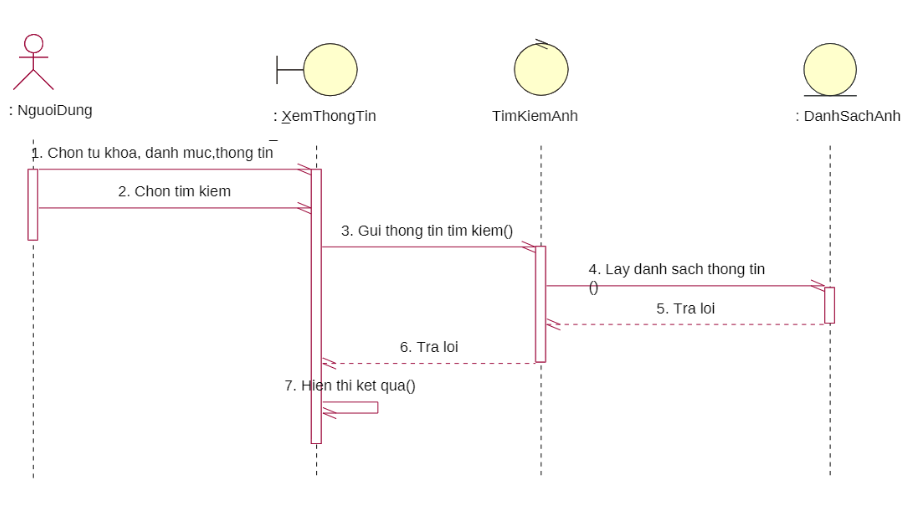 : NguoiDung
: XemThongTin
TimKiemAnh
: DanhSachAnh
1. Chon tu khoa, danh muc,thong tin
2. Chon tim kiem
3. Gui thong tin tim kiem()
4. Lay danh sach thong tin
()
5. Tra loi
6. Tra loi
7. Hien thi ket qua()